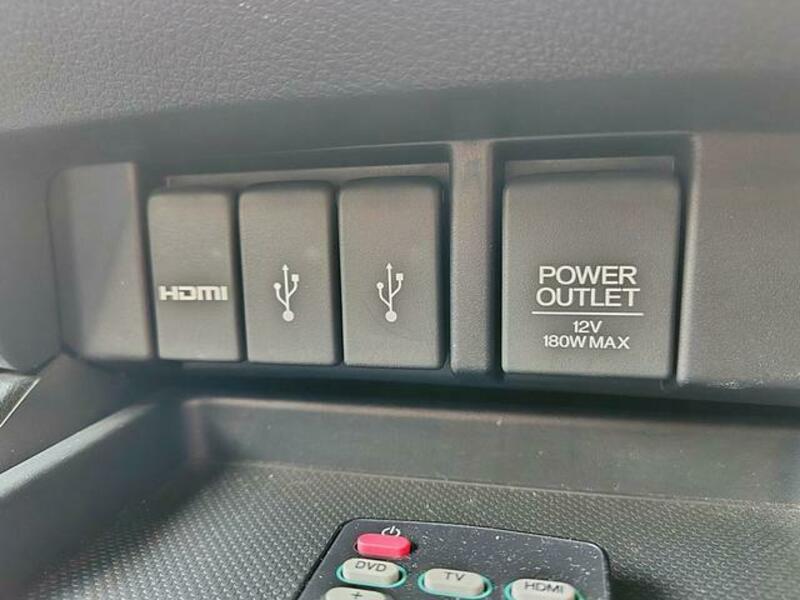 HDMI
POWER
OUTLET
12V
180W MAX
DVD
TV
HDMI
+